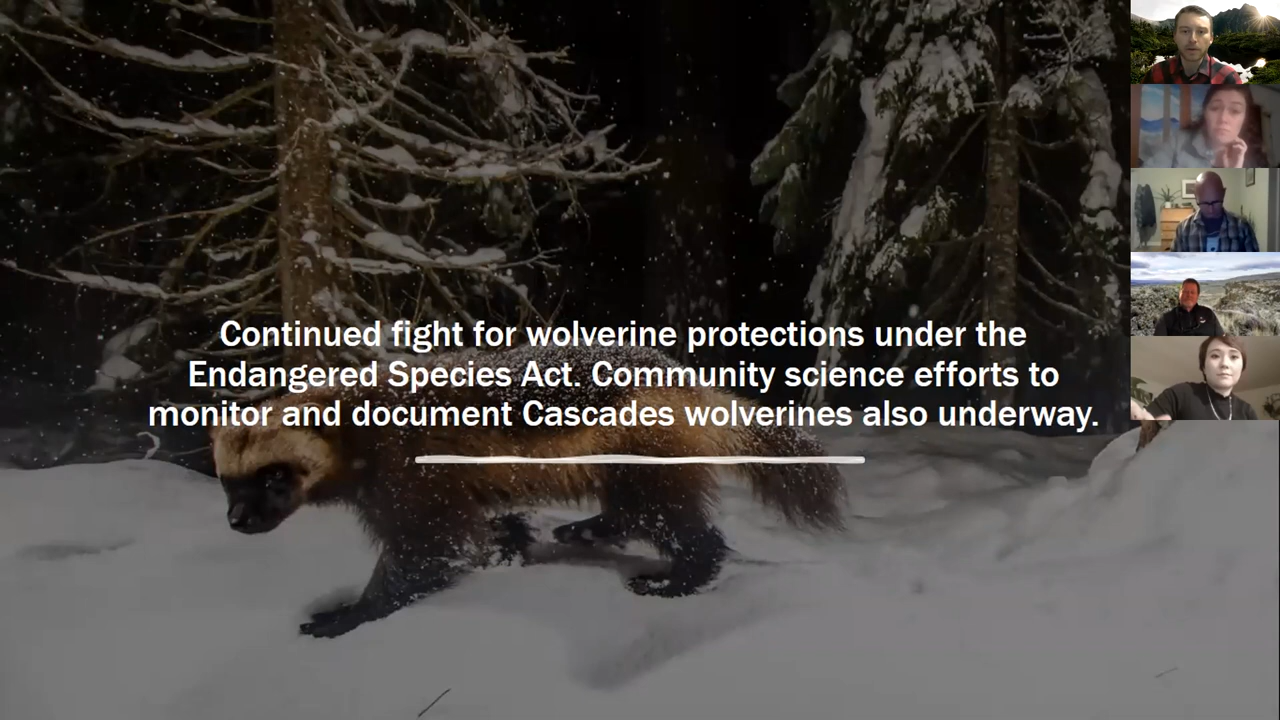 Continued fight for wolverine protections under the
Endangered Species Act. Community science efforts to
monitor and document Cascades wolverines also underway.